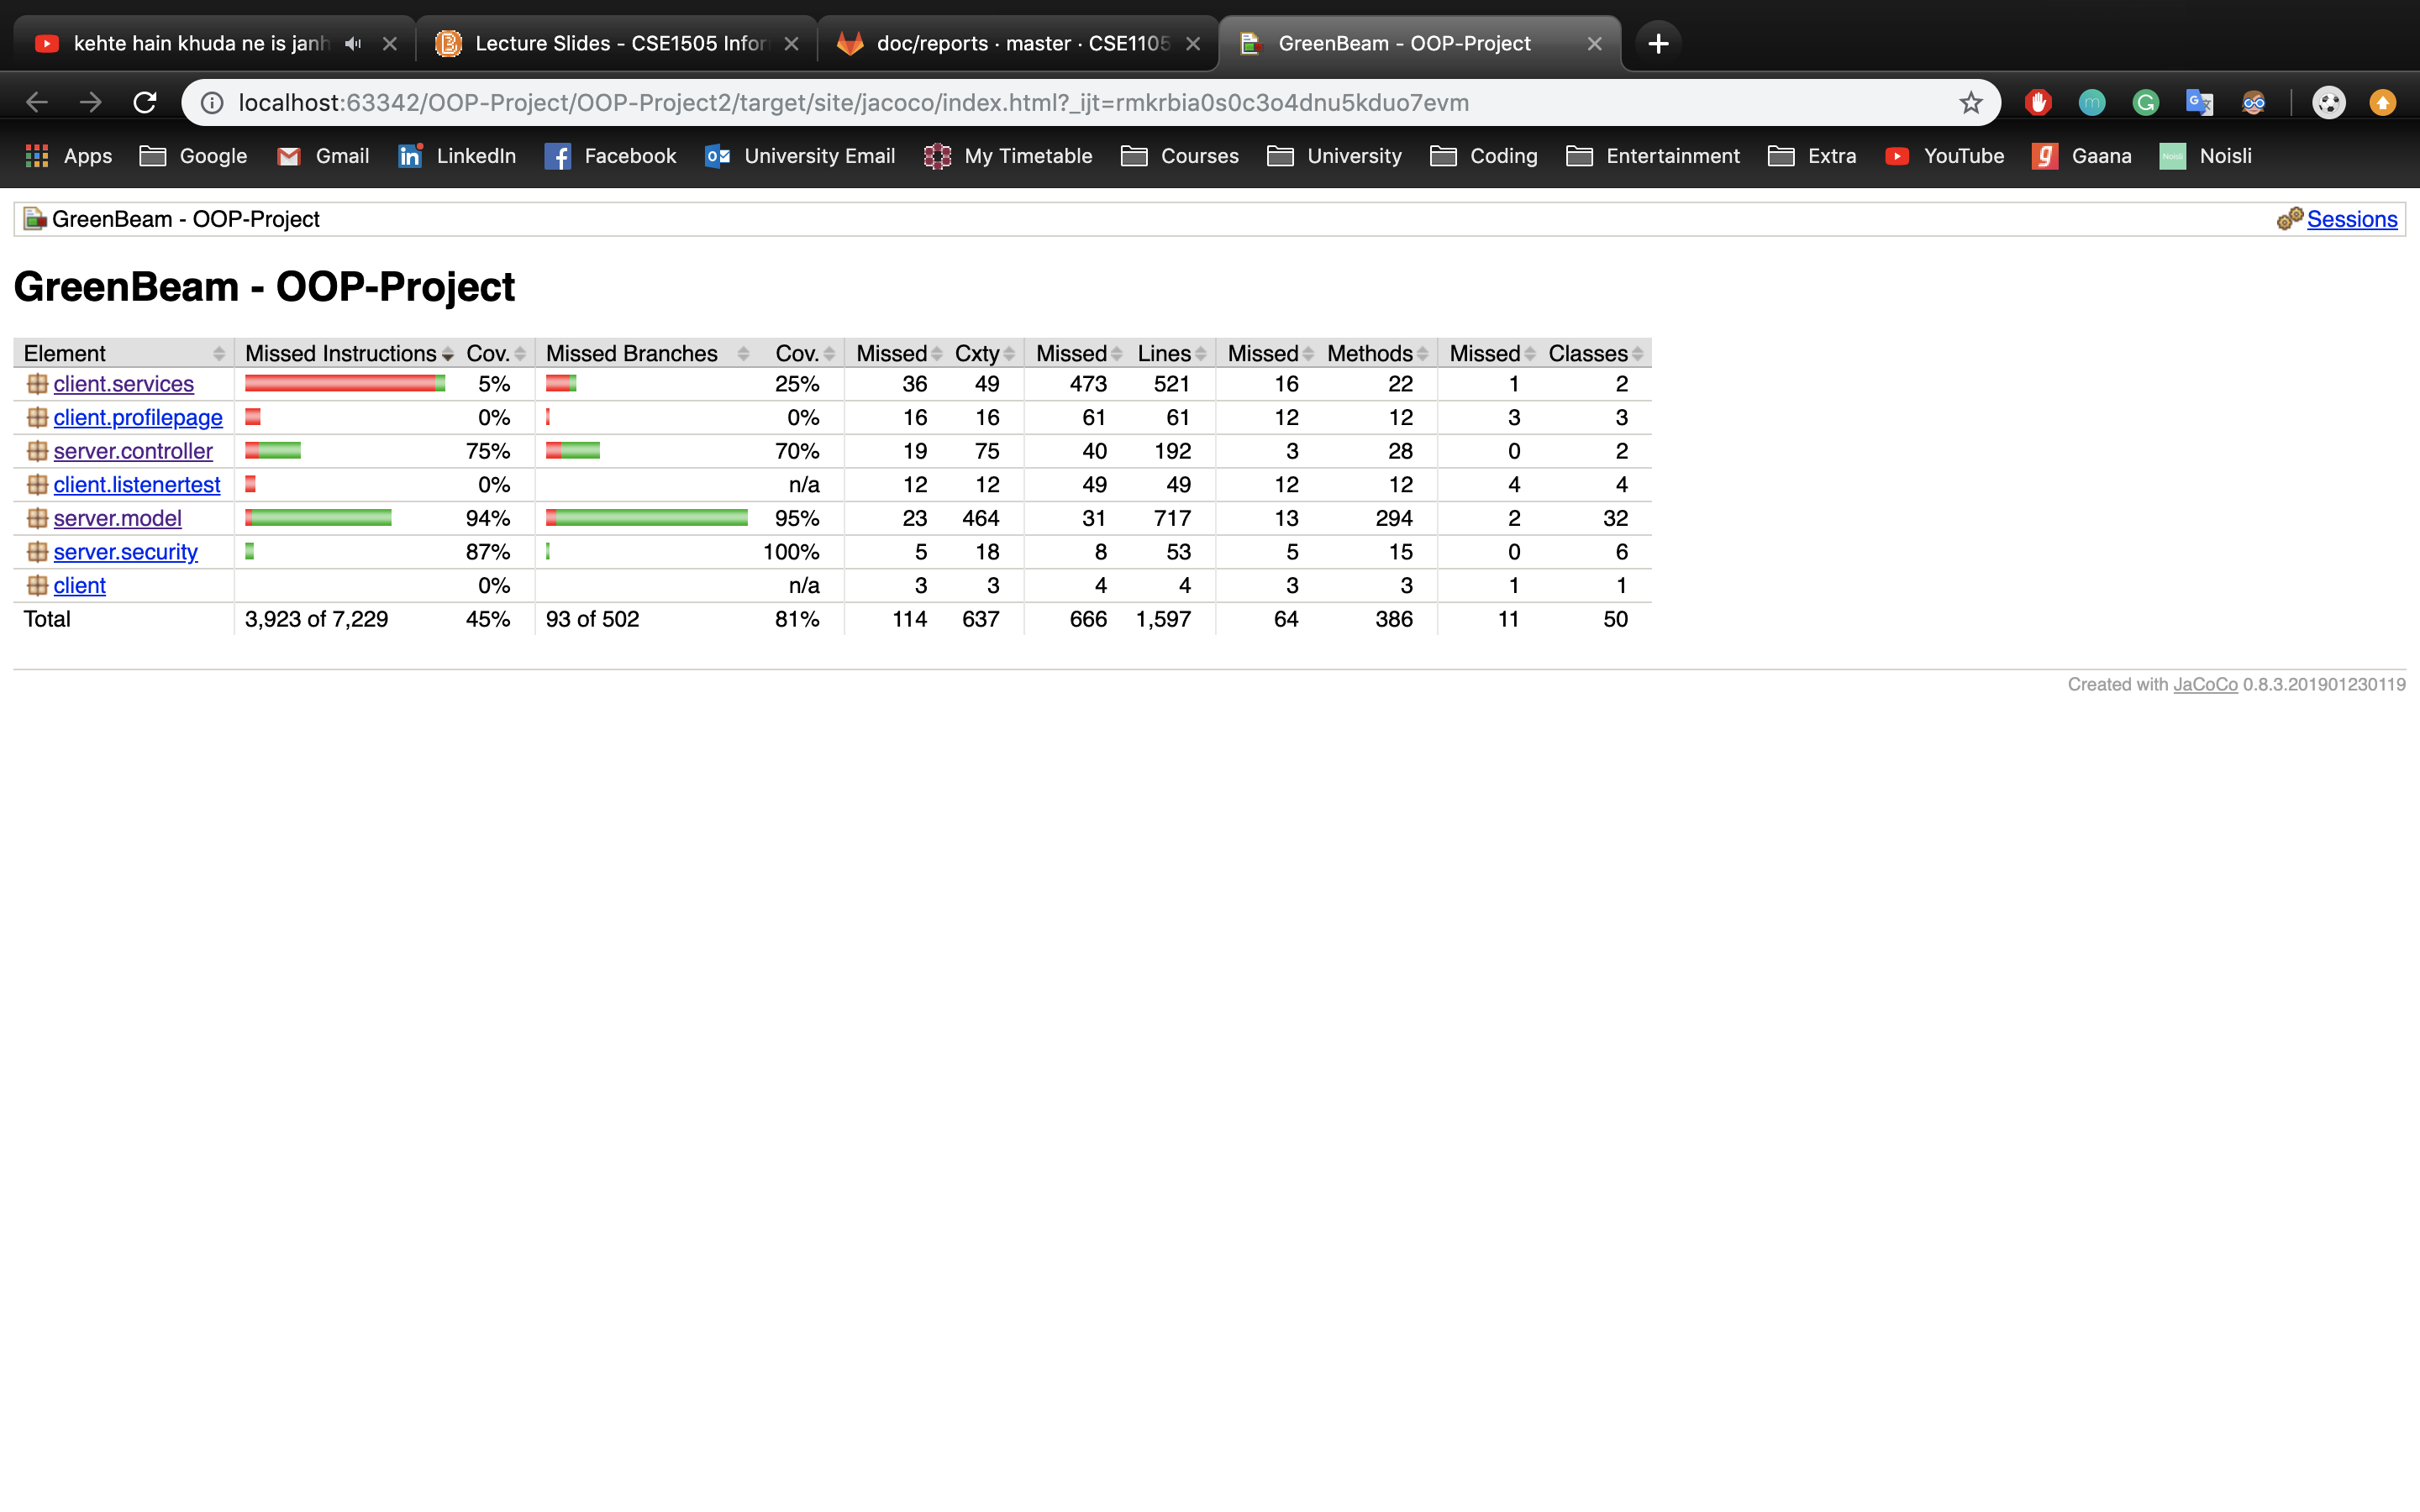 kehte hain khuda ne is janh
Lecture Slides - CSE1505 Infor
doc/reports · master · CSE1105
GreenBeam - OOP-Project
localhost:63342/OOP-Project/OOP-Project2/target/site/jacoco/index.html?_ijt=rmkrbia0s0c3o4dnu5kduo7evm
Apps Google Gmail LinkedIn Facebook University Email My Timetable Courses University Coding Entertainment Extra YouTube Gaana Noisli
GreenBeam - OOP-Project Sessions
GreenBeam - OOP-Project
Element Missed Instructions Cov. Missed Branches Cov. Missed Cxty Missed Lines Missed Methods Missed Classes
client.services 5% 25% 36 49 473 521 16 22 1 2
client.profilepage 0% 0% 16 16 61 61 12 12 3 3
server.controller 75% 70% 19 75 40 192 3 28 0 2
client.listenertest 0% n/a 12 12 49 49 12 12 4 4
server.model 94% 95% 23 464 31 717 13 294 2 32
server.security 87% 100% 5 18 8 53 5 15 0 6
client 0% n/a 3 3 4 4 3 3 1 1
Total 3,923 of 7,229 45% 93 of 502 81% 114 637 666 1,597 64 386 11 50
Created with JaCoCo 0.8.3.201901230119